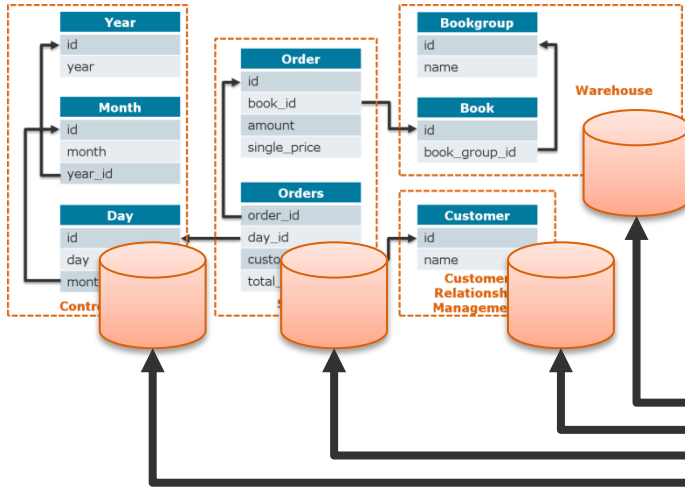 Year
id
year
Month
id
month
year_id
Day
id
day
Order
id
book_id
amount
single_price
Orders
order_id
day_id
Bookgroup
id
name
Warehouse
Book
id
book_group_id
Customer
id
name
Customer